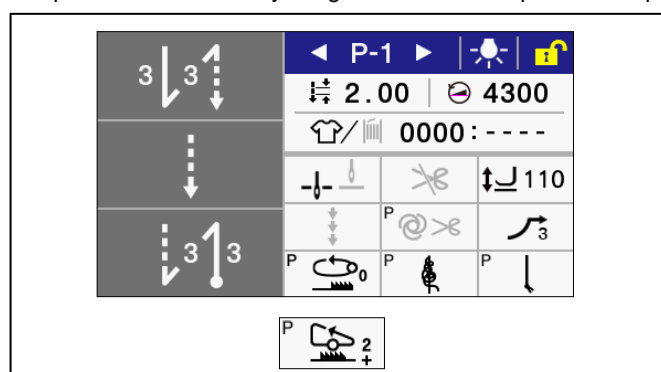 3 3
◄ P-1 ►
2.00 4300
/ 0000:----
110
P 3
3 3
P 0 P P
P 2
+